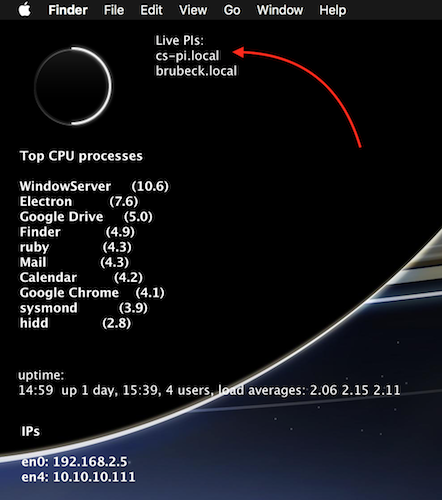 Finder File Edit View Go Window Help
Live PIs:
cs-pi.local
brubeck.local
Top CPU processes
WindowServer (10.6)
Electron (7.6)
Google Drive (5.0)
Finder (4.9)
ruby (4.3)
Mail (4.3)
Calendar (4.2)
Google Chrome (4.1)
sysmond (3.9)
hidd (2.8)
uptime:
14:59 up 1 day, 15:39, 4 users, load averages: 2.06 2.15 2.11
IPs
en0: 192.168.2.5
en4: 10.10.10.111